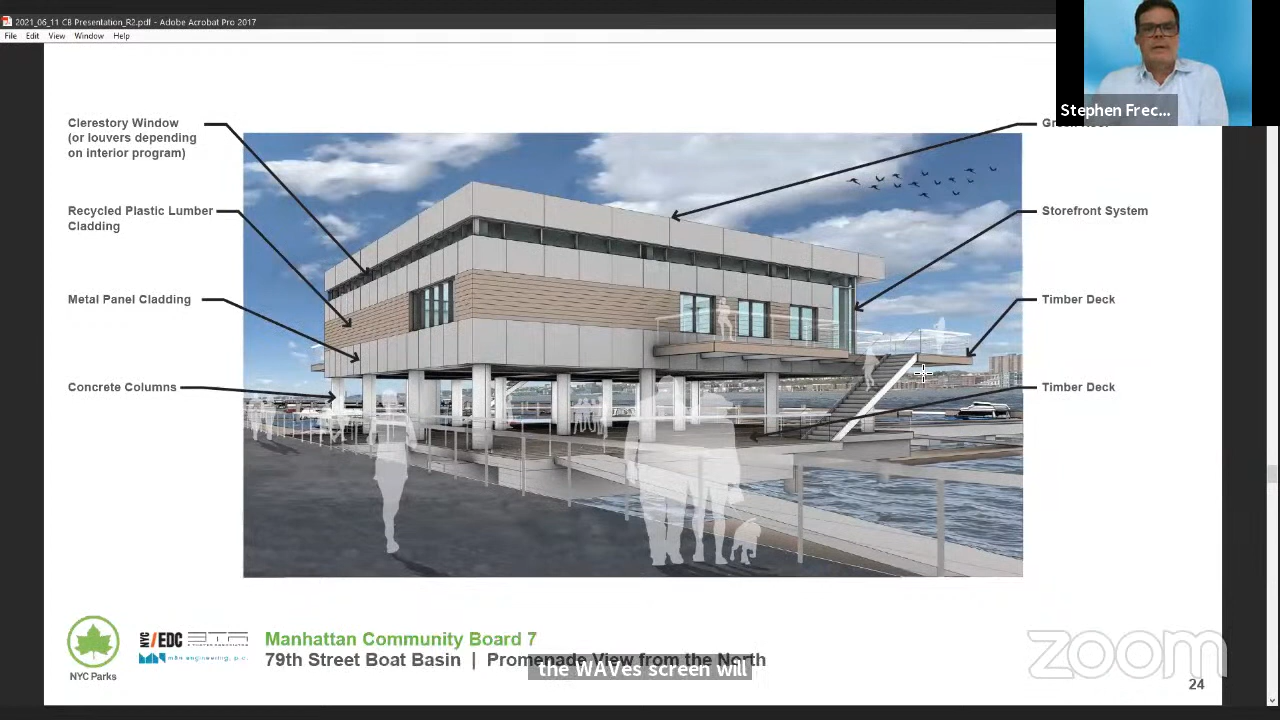 2021_06_11 CB Presentation_R2.pdf - Adobe Acrobat Pro 2017
File Edit View Window Help
Stephen Frec...
Clerestory Window
(or louvers depending
on interior program)
Recycled Plastic Lumber
Cladding
Storefront System
Metal Panel Cladding
Timber Deck
Concrete Columns
Timber Deck
NYC Parks
NYC/EDC
m&n engineering, p.c.
Manhattan Community Board 7
79th Street Boat Basin | Promenade View from the North
the WAVes screen will
zoom
24